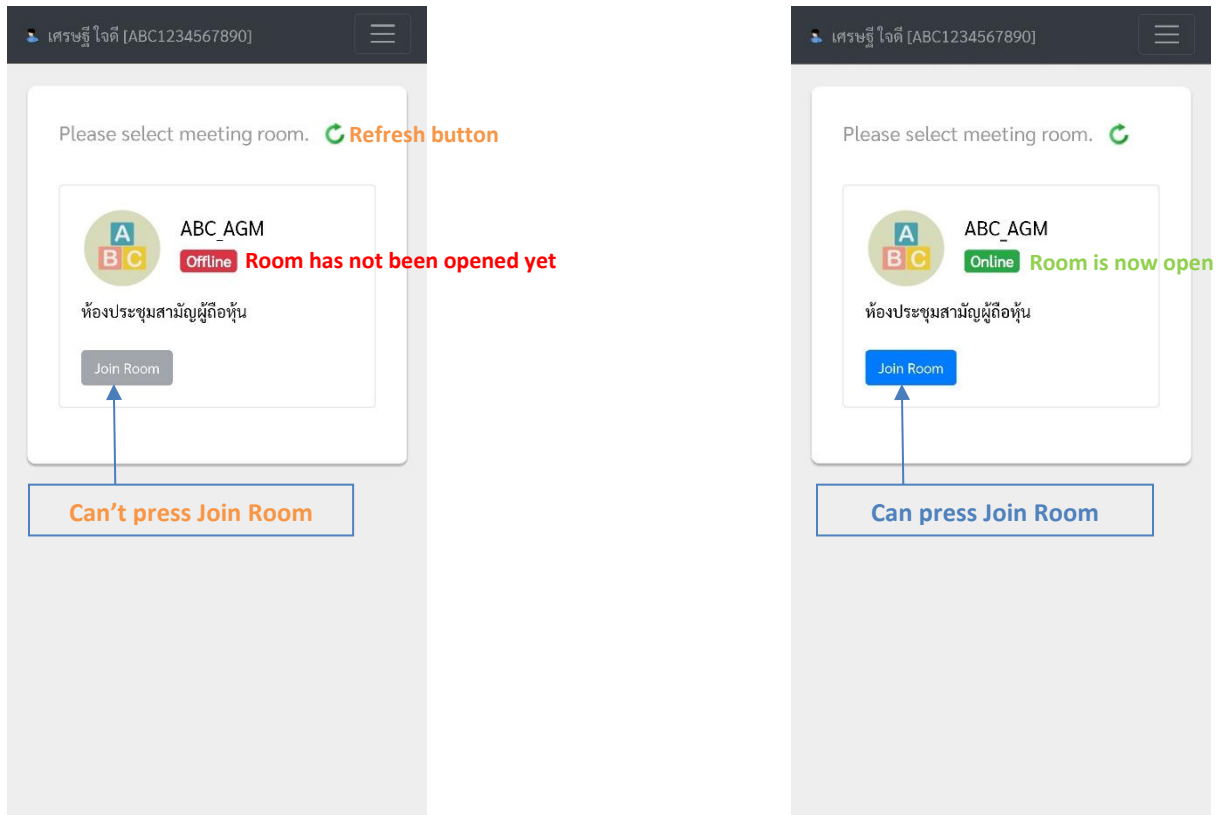 เศรษฐี ใจดี [ABC1234567890]
Please select meeting room. Refresh button
A
B C
ABC_AGM
Offline Room has not been opened yet
ห้องประชุมสามัญผู้ถือหุ้น
Join Room
Can't press Join Room
เศรษฐี ใจดี [ABC1234567890]
Please select meeting room.
A
B C
ABC_AGM
Online Room is now open
ห้องประชุมสามัญผู้ถือหุ้น
Join Room
Can press Join Room